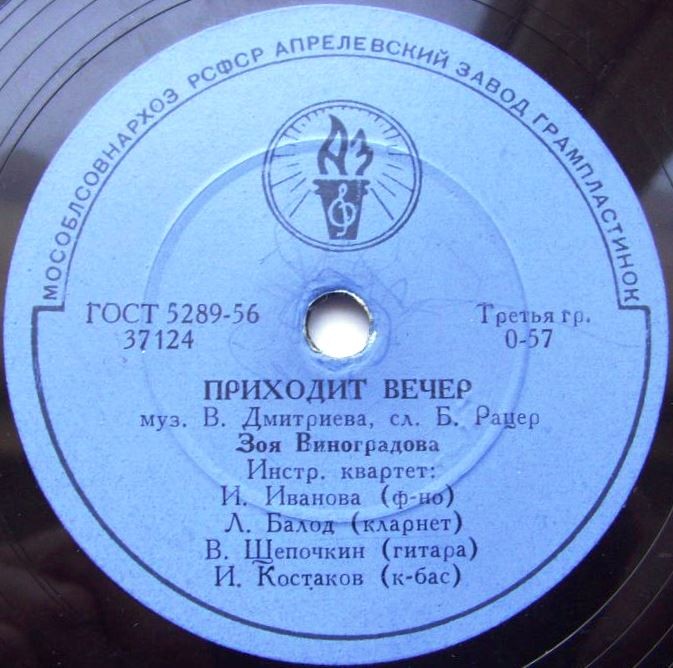 МОСОБЛСОВНАРХОЗ РСФСР АПРЕЛЕВСКИЙ ЗАВОД ГРАМПЛАСТИНОК
АЗ
ГОСТ 5289-56
37124
Третья гр.
0-57
ПРИХОДИТ ВЕЧЕР
муз. В. Дмитриева, сл. Б. Рацер
Зоя Виноградова
Инстр. квартет:
И. Иванова (ф-но)
Л. Балод (кларнет)
В. Щепочкин (гитара)
И. Костаков (к-бас)